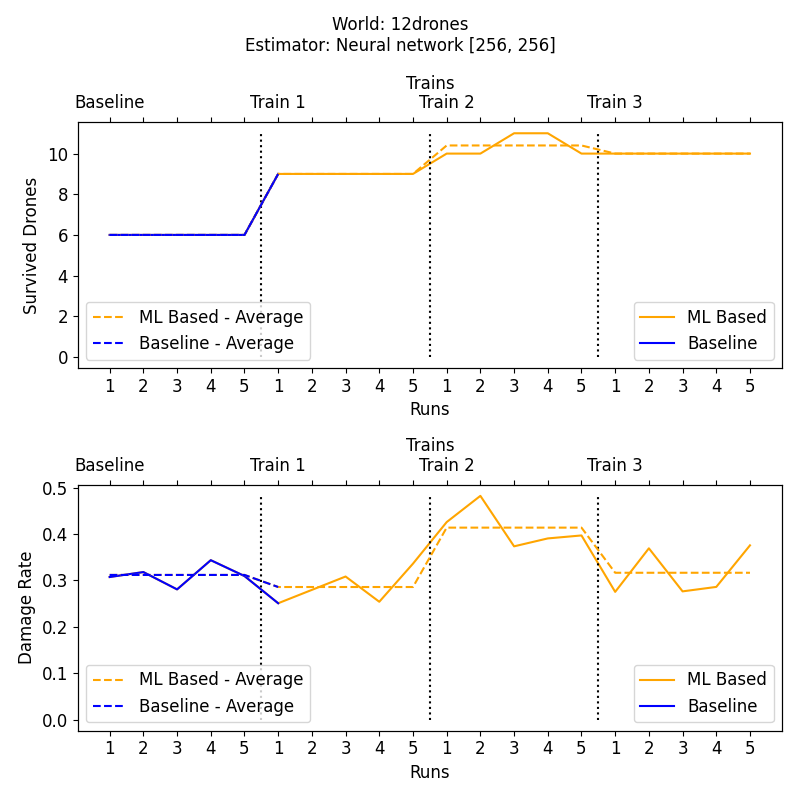 World: 12drones
Estimator: Neural network [256, 256]
Trains
Baseline Train 1 Train 2 Train 3
10
8
6
4
2
0
Survived Drones
ML Based - Average
Baseline - Average
ML Based
Baseline
1 2 3 4 5 1 2 3 4 5 1 2 3 4 5 1 2 3 4 5
Runs
Trains
Baseline Train 1 Train 2 Train 3
0.5
0.4
0.3
0.2
0.1
0.0
Damage Rate
ML Based - Average
Baseline - Average
ML Based
Baseline
1 2 3 4 5 1 2 3 4 5 1 2 3 4 5 1 2 3 4 5
Runs